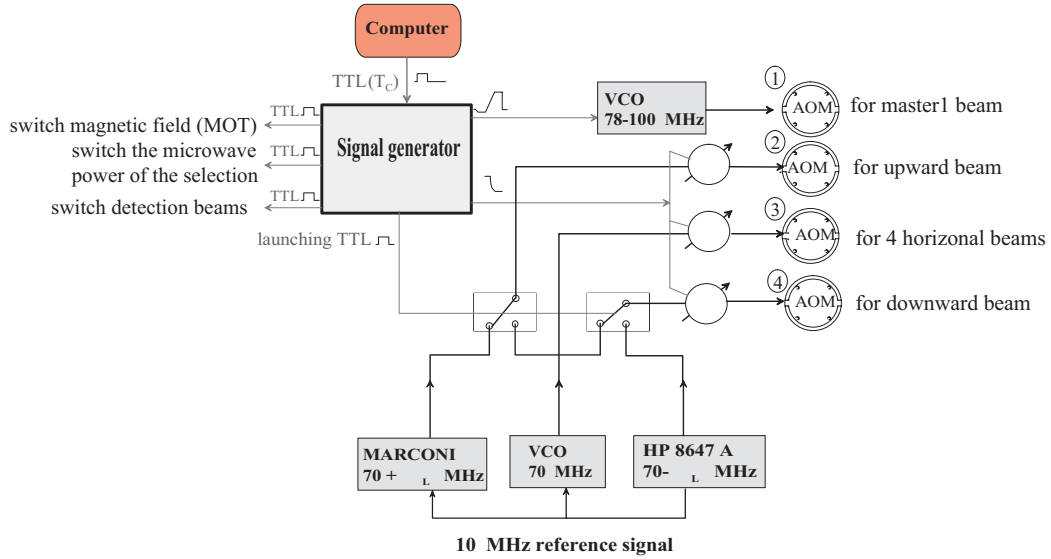 Computer
TTL (T_C)
TTL
switch magnetic field (MOT)
TTL
switch the microwave
power of the selection
TTL
switch detection beams
Signal generator
launching TTL
VCO
78-100 MHz
1
AOM
for master1 beam
2
AOM
for upward beam
3
AOM
for 4 horizonal beams
4
AOM
for downward beam
MARCONI
70 + L MHz
VCO
70 MHz
HP 8647 A
70- L MHz
10 MHz reference signal